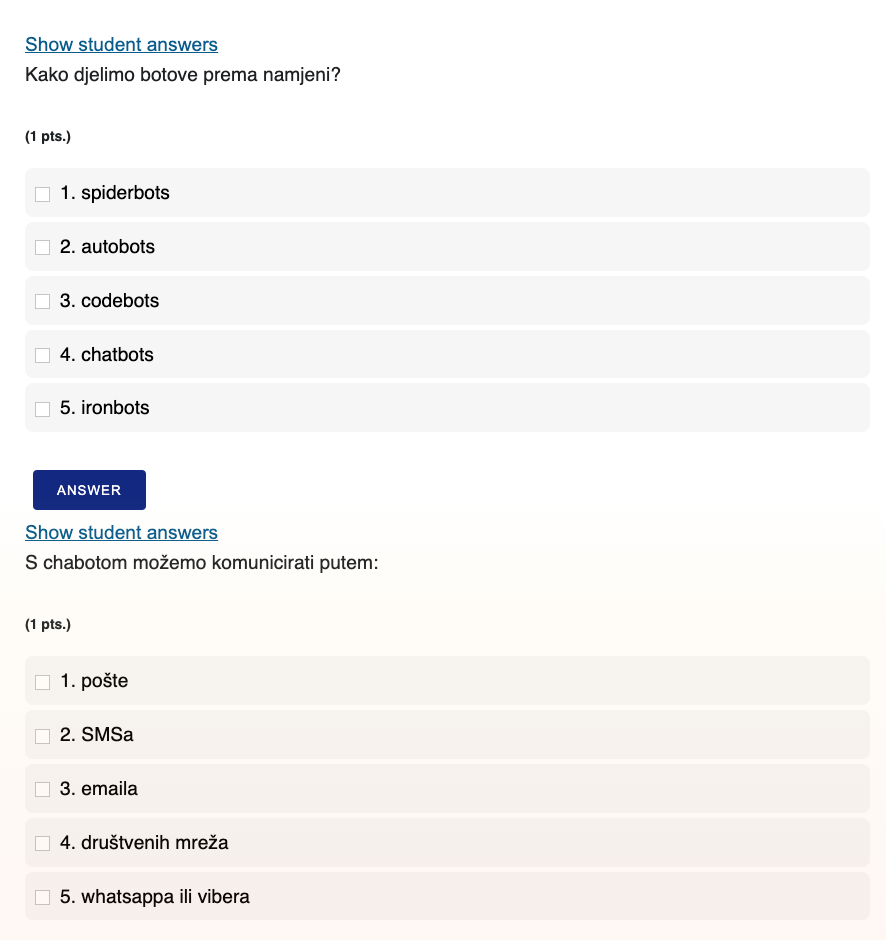 Show student answers
Kako djelimo botove prema namjeni?
(1 pts.)
1. spiderbots
2. autobots
3. codebots
4. chatbots
5. ironbots
ANSWER
Show student answers
S chabotom možemo komunicirati putem:
(1 pts.)
1. pošte
2. SMSa
3. emaila
4. društvenih mreža
5. whatsappa ili vibera